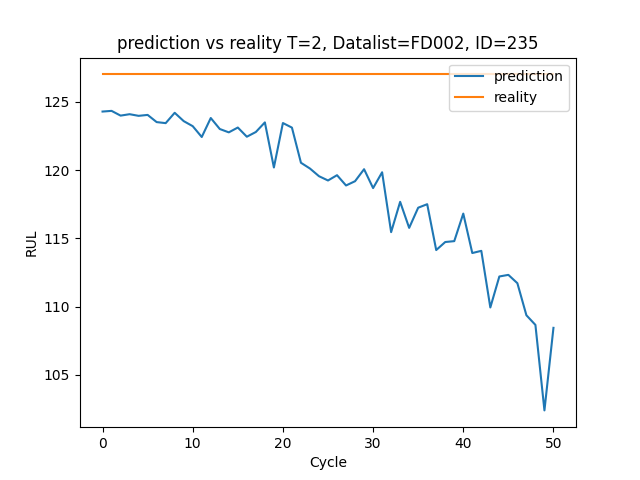 prediction vs reality T=2, Datalist=FD002, ID=235
prediction
reality
125
120
115
110
105
RUL
0 10 20 30 40 50
Cycle